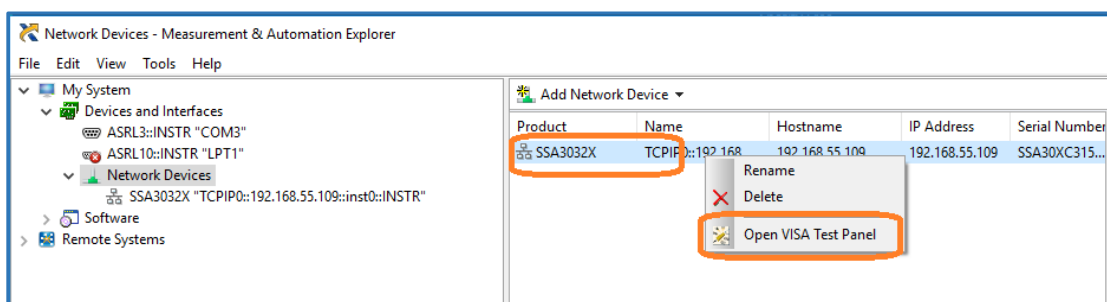 Network Devices - Measurement & Automation Explorer
File Edit View Tools Help
My System
Devices and Interfaces
ASRL3::INSTR "COM3"
ASRL10::INSTR "LPT1"
Network Devices
SSA3032X "TCPIP0::192.168.55.109::inst0::INSTR"
Software
Remote Systems
Add Network Device
Product Name Hostname IP Address Serial Number
SSA3032X TCPIP0::192.168 192.168.55.109 192.168.55.109 SSA30XC315...
Rename
Delete
Open VISA Test Panel